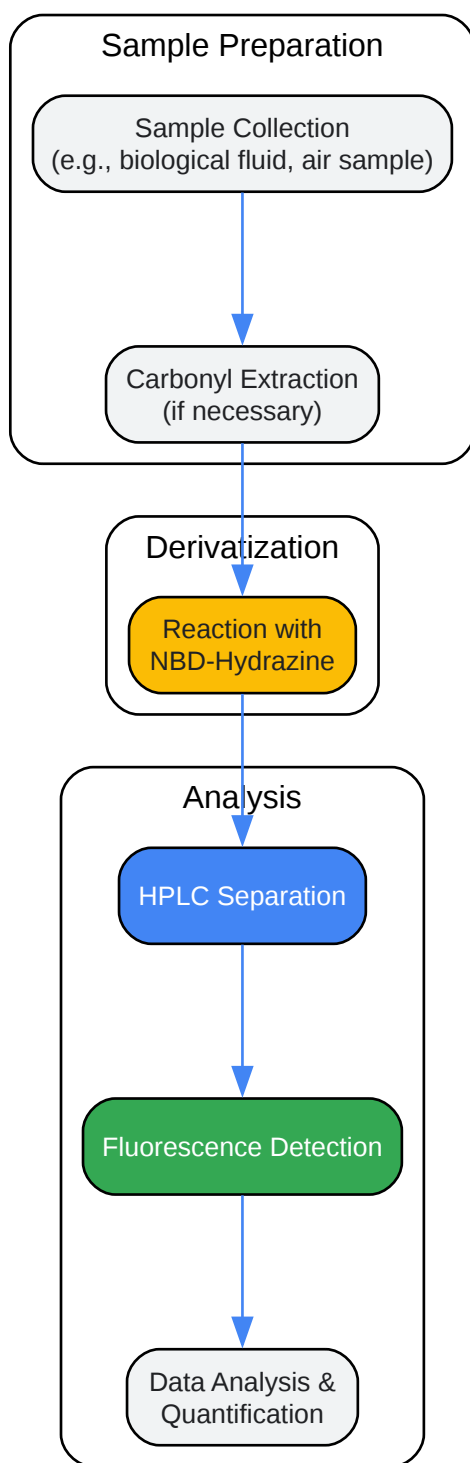 Sample Preparation
Sample Collection
(e.g., biological fluid, air sample)
Carbonyl Extraction
(if necessary)
Derivatization
Reaction with
NBD-Hydrazine
Analysis
HPLC Separation
Fluorescence Detection
Data Analysis &
Quantification